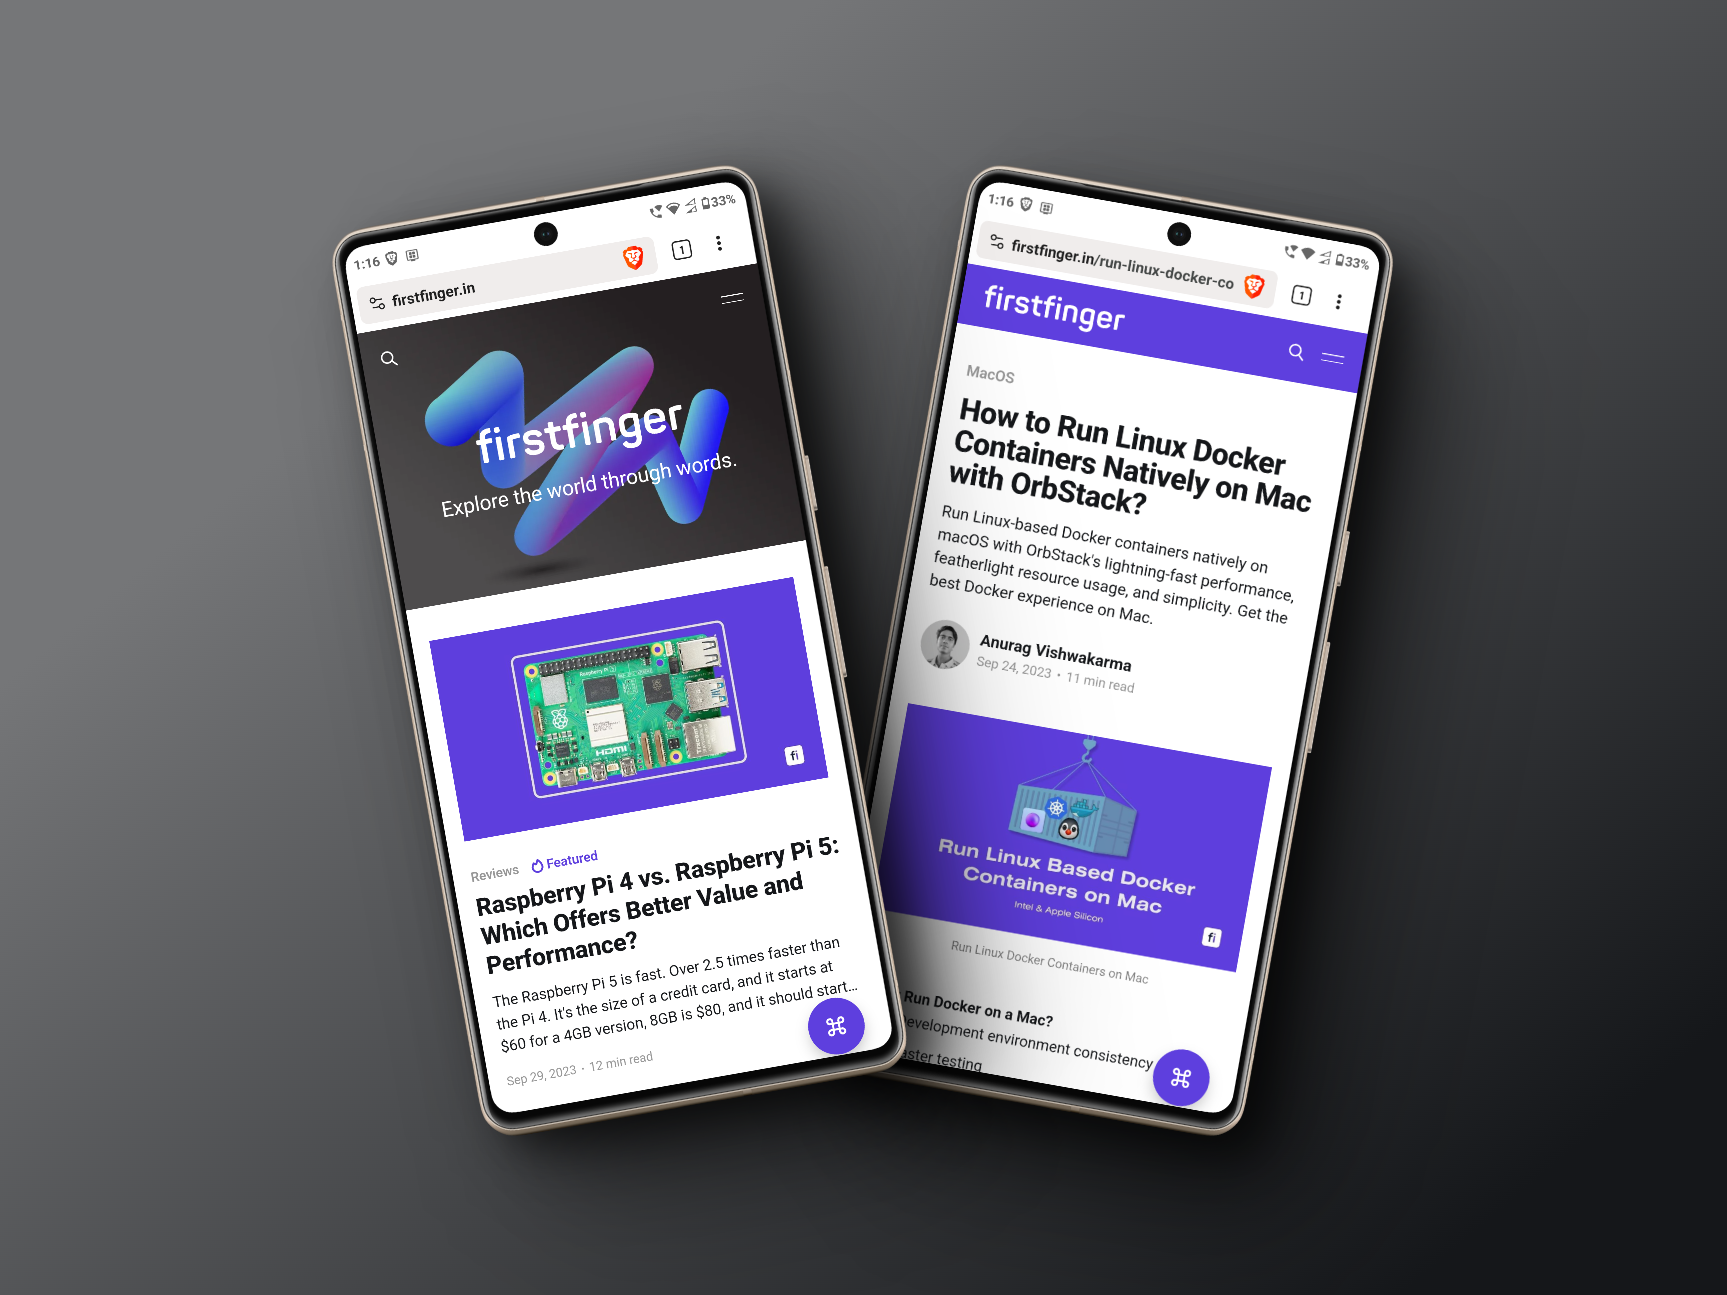 1:16
33%
firstfinger.in
1
firstfinger
Explore the world through words.
Raspberry Pi 5
HDMI
fi
Reviews Featured
Raspberry Pi 4 vs. Raspberry Pi 5:
Which Offers Better Value and
Performance?
The Raspberry Pi 5 is fast. Over 2.5 times faster than
the Pi 4. It's the size of a credit card, and it starts at
$60 for a 4GB version, 8GB is $80, and it should start...
Sep 29, 2023 • 12 min read
1:16
33%
firstfinger.in/run-linux-docker-co
1
firstfinger
MacOS
How to Run Linux Docker
Containers Natively on Mac
with OrbStack?
Run Linux-based Docker containers natively on
macOS with OrbStack's lightning-fast performance,
featherlight resource usage, and simplicity. Get the
best Docker experience on Mac.
Anurag Vishwakarma
Sep 24, 2023 • 11 min read
Run Linux Based Docker
Containers on Mac
Intel & Apple Silicon
fi
Run Linux Docker Containers on Mac
Run Docker on a Mac?
evelopment environment consistency
aster testing